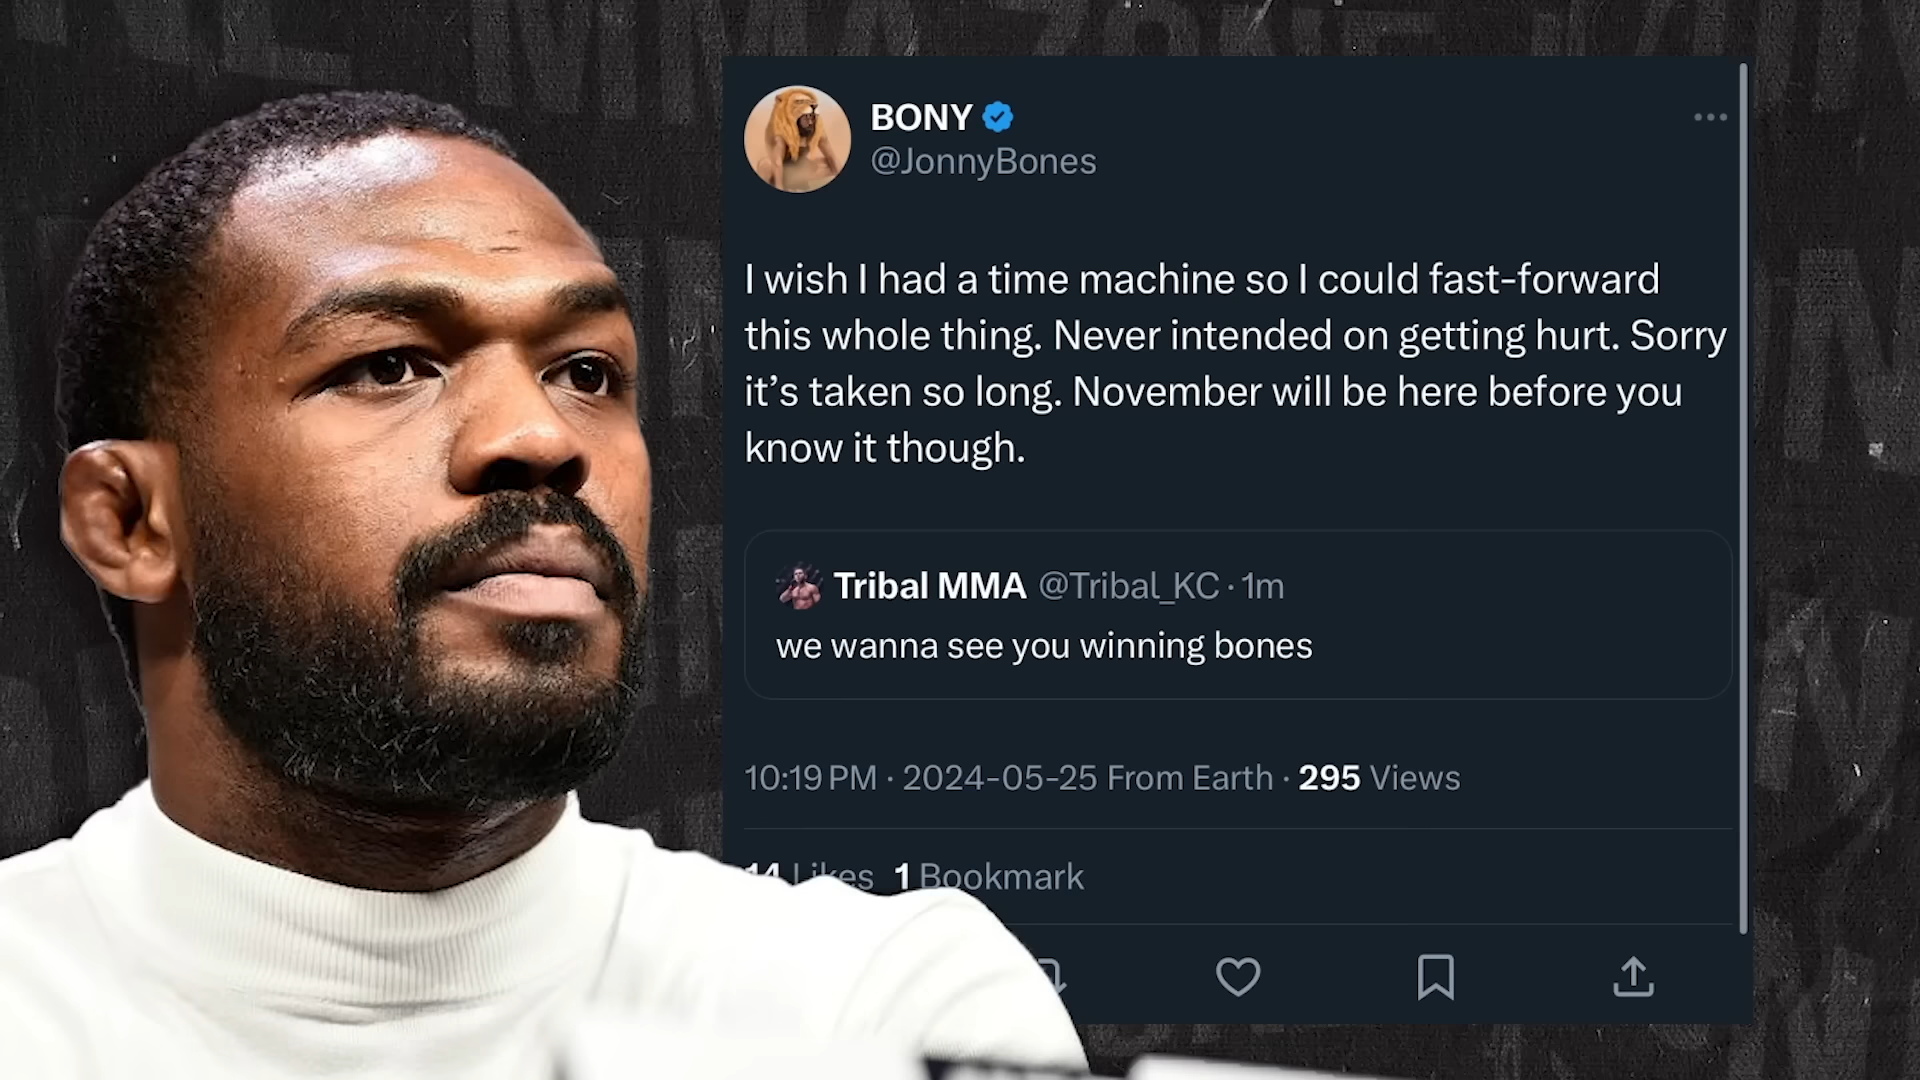 BONY
@JonnyBones
I wish I had a time machine so I could fast-forward
this whole thing. Never intended on getting hurt. Sorry
it’s taken so long. November will be here before you
know it though.
Tribal MMA @Tribal_KC · 1m
we wanna see you winning bones
10:19 PM · 2024-05-25 From Earth · 295 Views
14 Likes 1 Bookmark